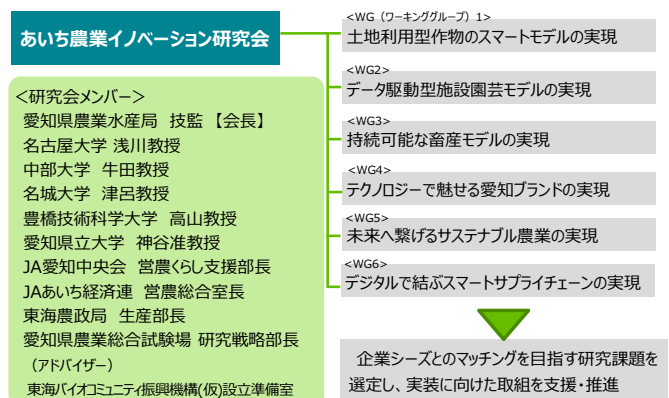 あいち農業イノベーション研究会
<研究会メンバー>
愛知県農業水産局 技監 【会長】
名古屋大学 浅川教授
中部大学 牛田教授
名城大学 津呂教授
豊橋技術科学大学 高山教授
愛知県立大学 神谷准教授
JA愛知中央会 営農くらし支援部長
JAあいち経済連 営農総合室長
東海農政局 生産部長
愛知県農業総合試験場 研究戦略部長
（アドバイザー）
東海バイオコミュニティ振興機構(仮)設立準備室
<WG（ワーキンググループ）1>
土地利用型作物のスマートモデルの実現
<WG2>
データ駆動型施設園芸モデルの実現
<WG3>
持続可能な畜産モデルの実現
<WG4>
テクノロジーで魅せる愛知ブランドの実現
<WG5>
未来へ繋げるサステナブル農業の実現
<WG6>
デジタルで結ぶスマートサプライチェーンの実現
企業シーズとのマッチングを目指す研究課題を
選定し、実装に向けた取組を支援・推進